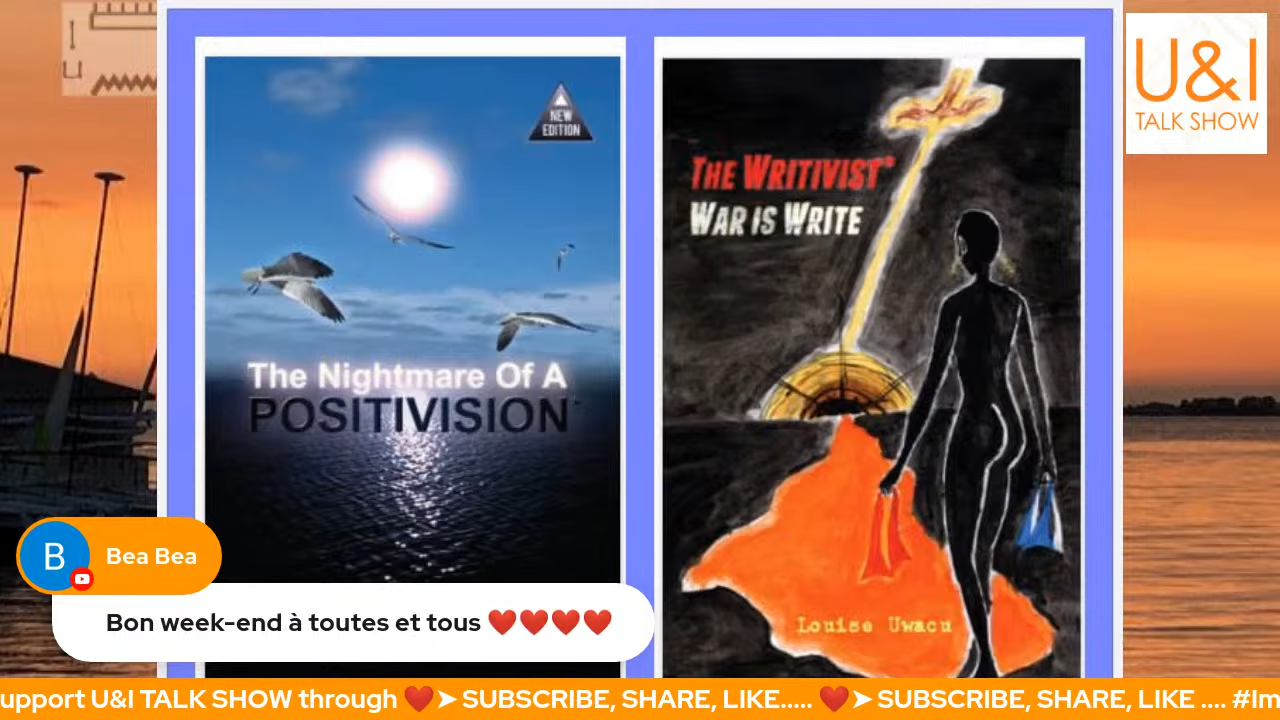 NEW
EDITION
The Nightmare Of A
POSITIVISION
THE WRITIVIST*
WAR IS WRITE
Louise Uwacu
U&I
TALK SHOW
B
Bea Bea
Bon week-end à toutes et tous ❤️❤️❤️❤️
upport U&I TALK SHOW through ❤️➤ SUBSCRIBE, SHARE, LIKE..... ❤️➤ SUBSCRIBE, SHARE, LIKE .... #Im